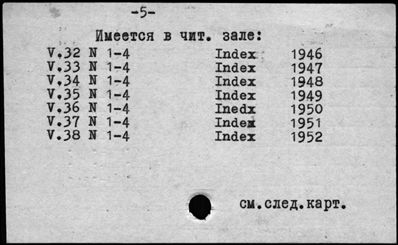 -5-
Имеется в чит. зале:
V.32 N 1-4 Index 1946
V.33 N 1-4 Index 1947
V.34 N 1-4 Index 1948
V.35 N 1-4 Index 1949
V.36 N 1-4 Inedx 1950
V.37 N 1-4 Index 1951
V.38 N 1-4 Index 1952
см.след.карт.